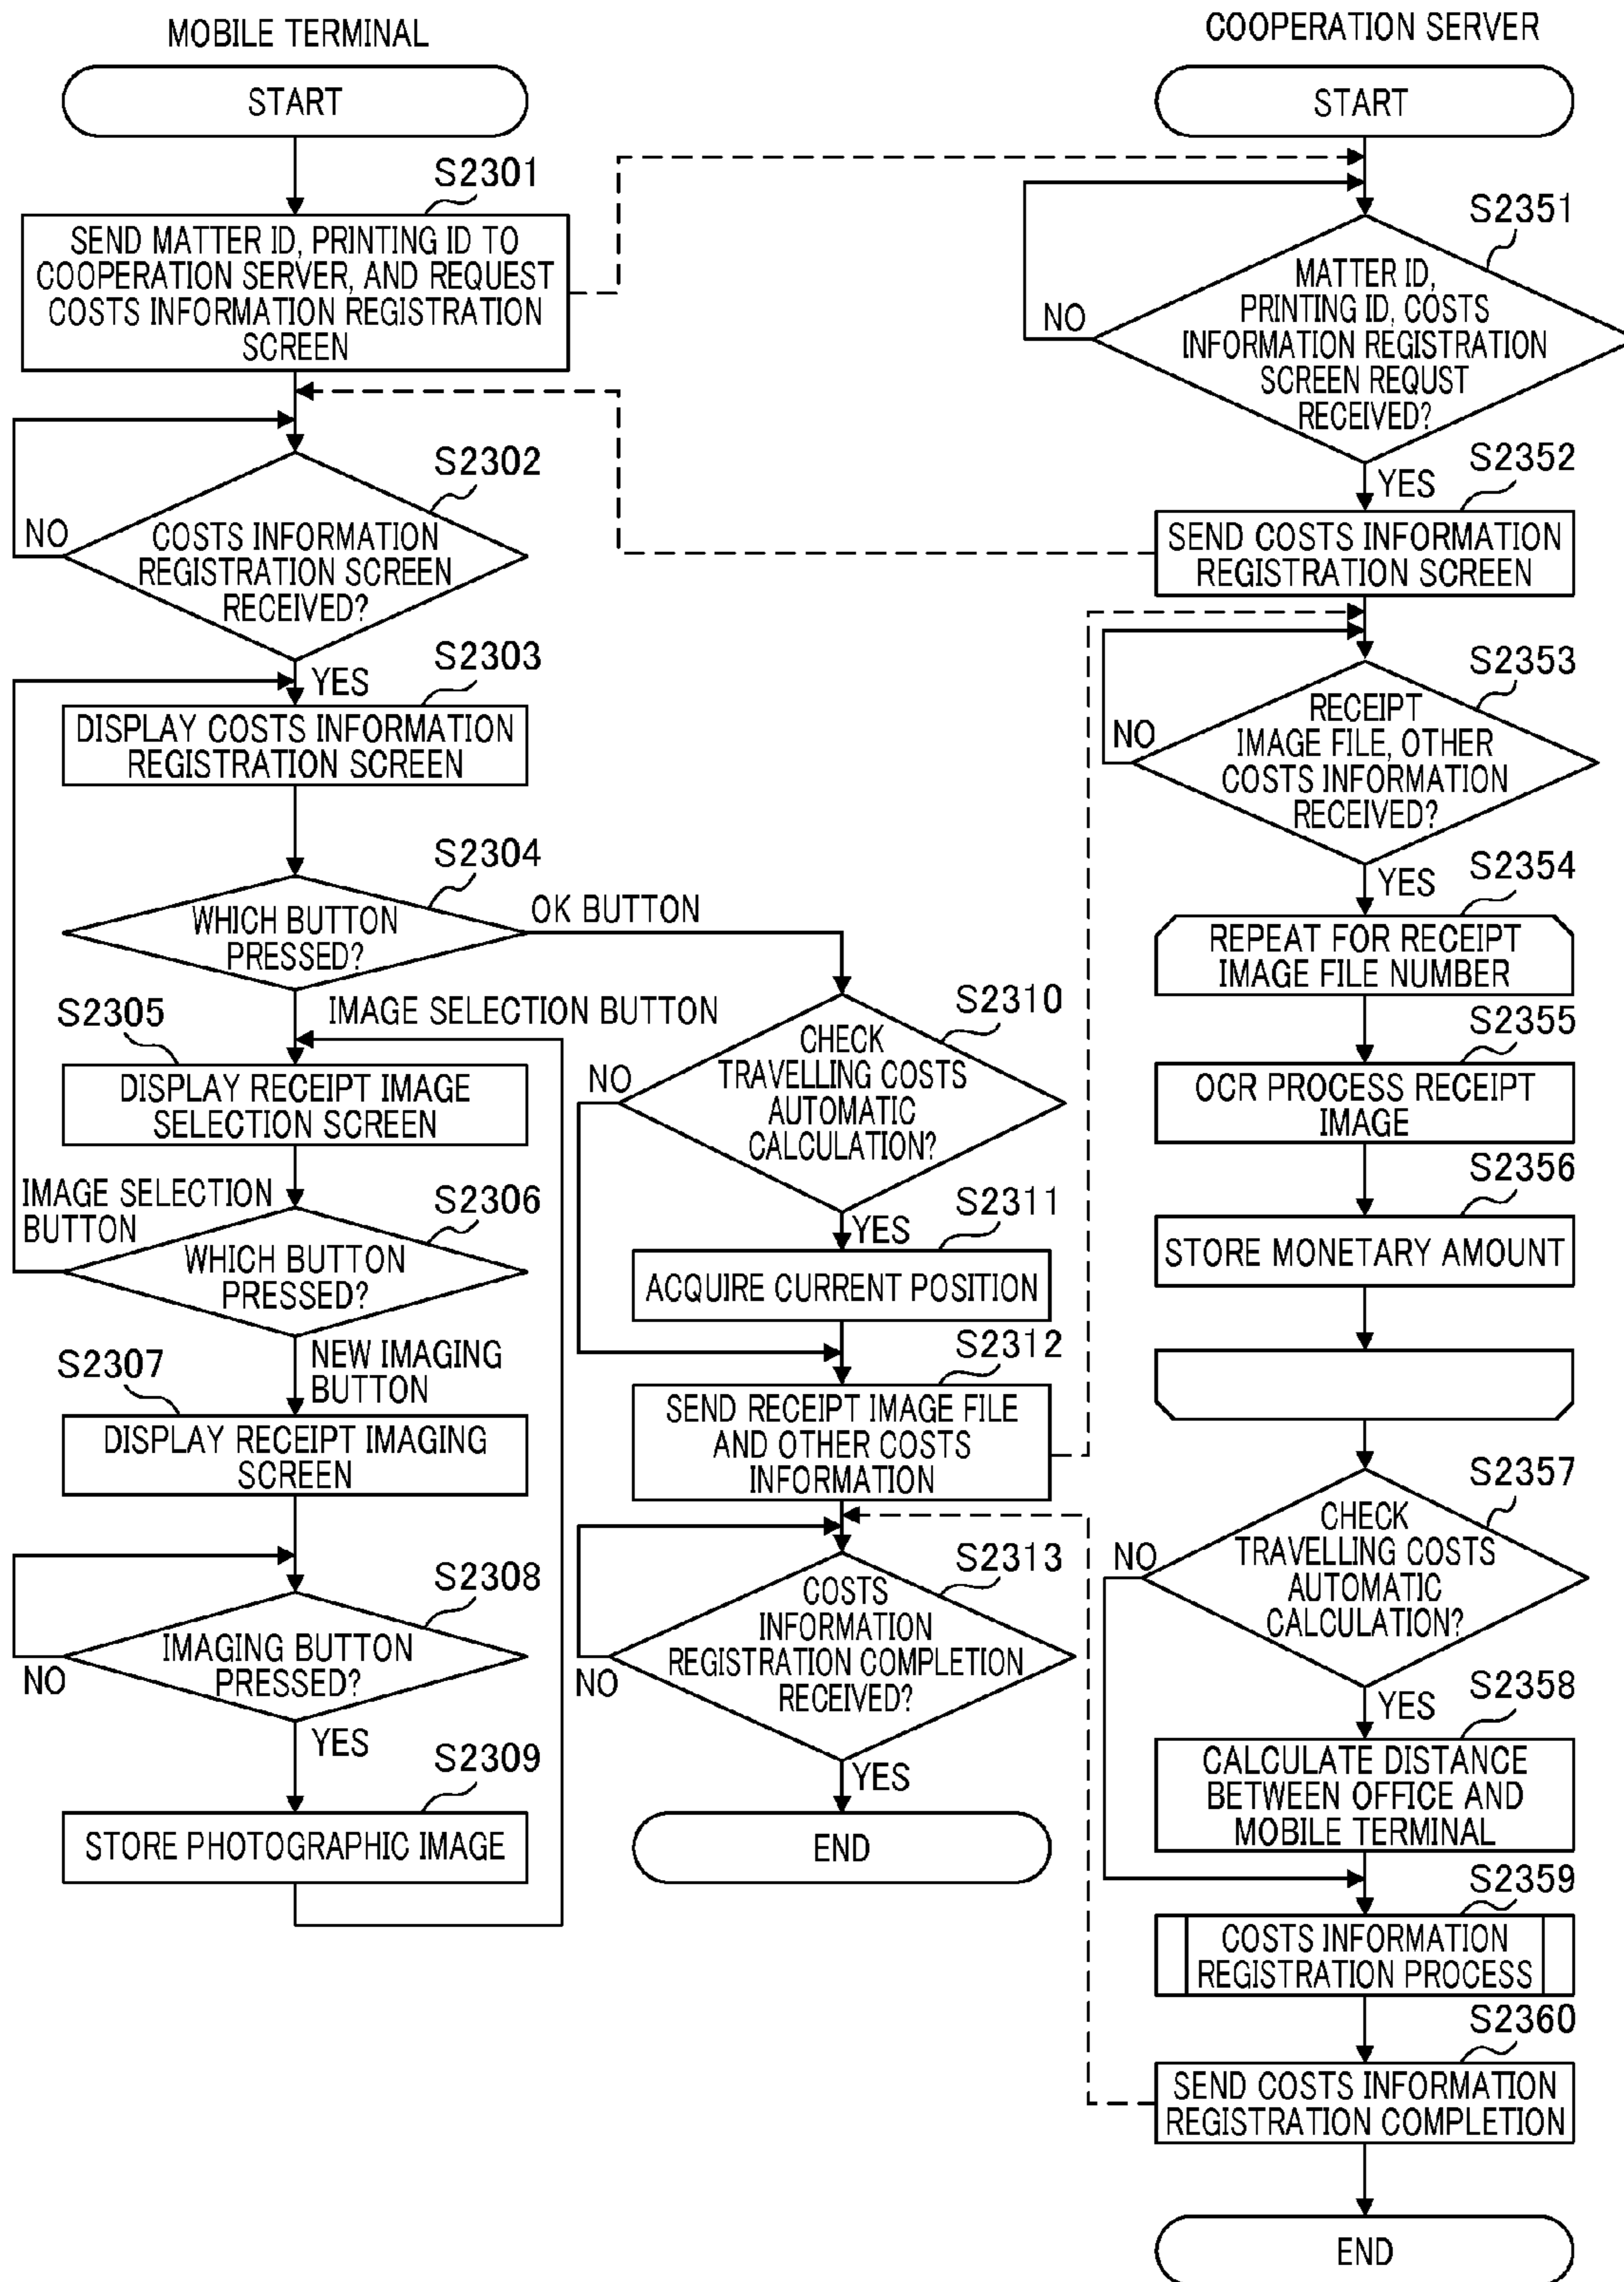 MOBILE TERMINAL
START
S2301
SEND MATTER ID, PRINTING ID TO
COOPERATION SERVER, AND REQUEST
COSTS INFORMATION REGISTRATION
SCREEN
S2302
COSTS INFORMATION
REGISTRATION SCREEN
RECEIVED?
NO
YES
S2303
DISPLAY COSTS INFORMATION
REGISTRATION SCREEN
S2304
WHICH BUTTON
PRESSED?
OK BUTTON
IMAGE SELECTION BUTTON
S2305
DISPLAY RECEIPT IMAGE
SELECTION SCREEN
IMAGE SELECTION
BUTTON
S2306
WHICH BUTTON
PRESSED?
NEW IMAGING
BUTTON
S2307
DISPLAY RECEIPT IMAGING
SCREEN
S2308
IMAGING BUTTON
PRESSED?
NO
YES
S2309
STORE PHOTOGRAPHIC IMAGE
S2310
CHECK
TRAVELLING COSTS
AUTOMATIC
CALCULATION?
NO
YES
S2311
ACQUIRE CURRENT POSITION
S2312
SEND RECEIPT IMAGE FILE
AND OTHER COSTS
INFORMATION
S2313
COSTS
INFORMATION
REGISTRATION COMPLETION
RECEIVED?
NO
YES
END
COOPERATION SERVER
START
S2351
MATTER ID,
PRINTING ID, COSTS
INFORMATION REGISTRATION
SCREEN REQUST
RECEIVED?
NO
YES
S2352
SEND COSTS INFORMATION
REGISTRATION SCREEN
S2353
RECEIPT
IMAGE FILE, OTHER
COSTS INFORMATION
RECEIVED?
NO
YES
S2354
REPEAT FOR RECEIPT
IMAGE FILE NUMBER
S2355
OCR PROCESS RECEIPT
IMAGE
S2356
STORE MONETARY AMOUNT
S2357
CHECK
TRAVELLING COSTS
AUTOMATIC
CALCULATION?
NO
YES
S2358
CALCULATE DISTANCE
BETWEEN OFFICE AND
MOBILE TERMINAL
S2359
COSTS INFORMATION
REGISTRATION PROCESS
S2360
SEND COSTS INFORMATION
REGISTRATION COMPLETION
END